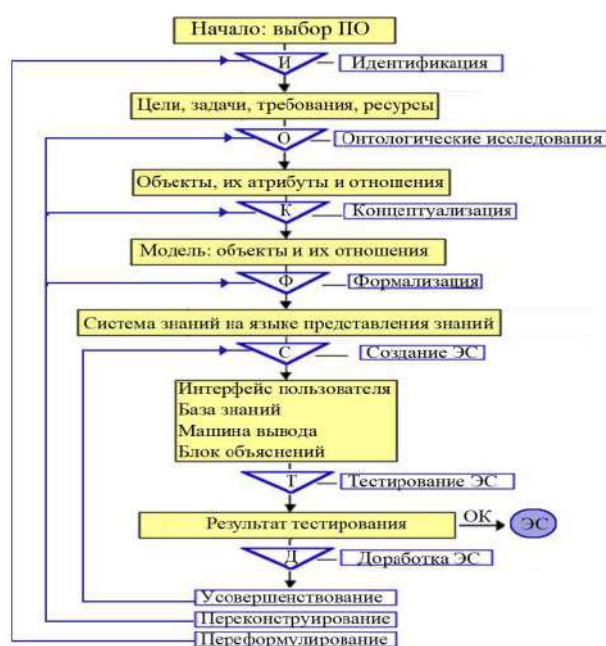 Начало: выбор ПО
И
Идентификация
Цели, задачи, требования, ресурсы
О
Онтологические исследования
Объекты, их атрибуты и отношения
К
Концептуализация
Модель: объекты и их отношения
Ф
Формализация
Система знаний на языке представления знаний
С
Создание ЭС
Интерфейс пользователя
База знаний
Машина вывода
Блок объяснений
Т
Тестирование ЭС
Результат тестирования
ОК
ЭС
Д
Доработка ЭС
Усовершенствование
Переконструирование
Переформулирование